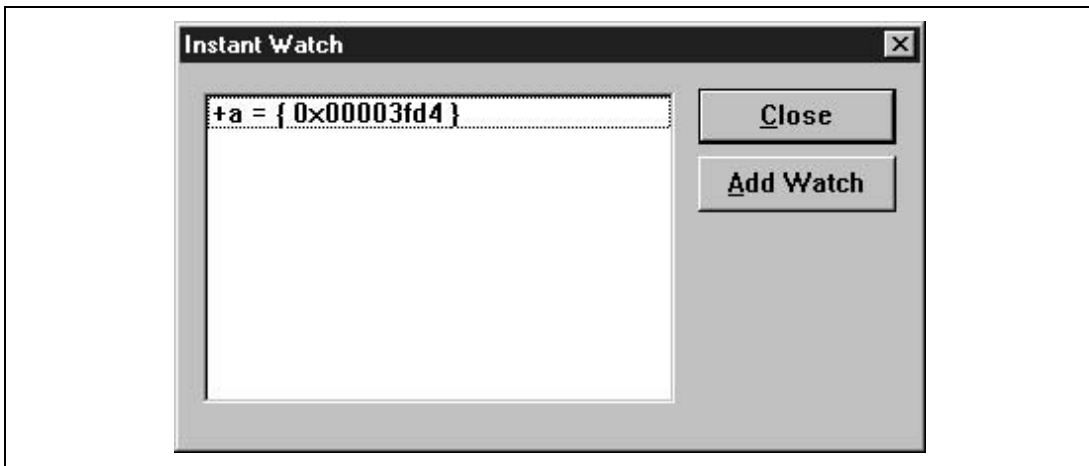 Instant Watch
+a = { 0x00003fd4 }
Close
Add Watch